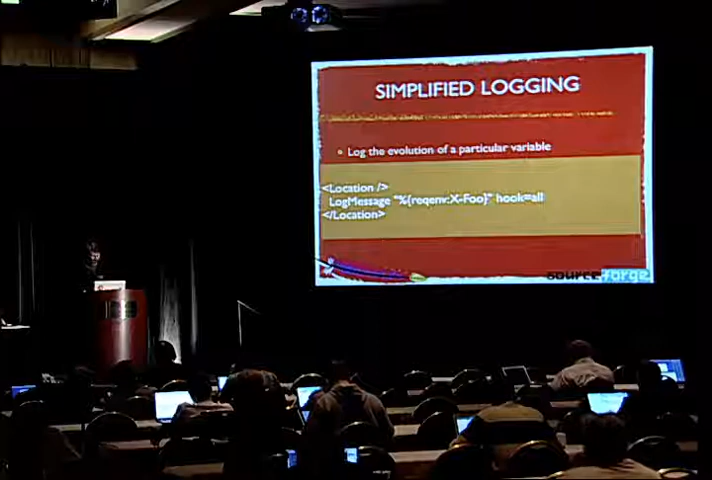 SIMPLIFIED LOGGING
• Log the evolution of a particular variable
<Location />
LogMessage "%{reqenv:X-Foo}" hook=all
</Location>
sourceforge